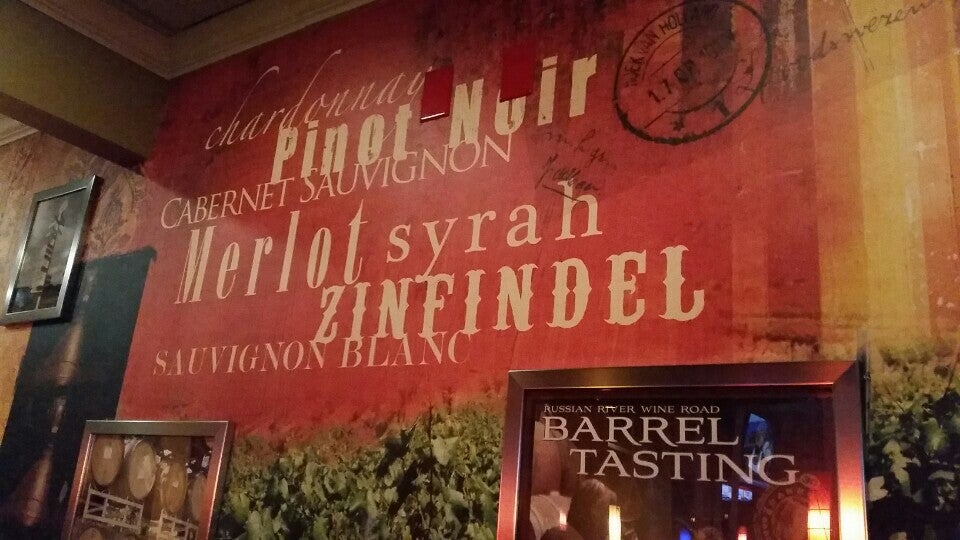 chardonnay
Pinot Noir
CABERNET SAUVIGNON
Merlot syrah
ZINFINDEL
SAUVIGNON BLANC
RUSSIAN RIVER WINE ROAD
BARREL
TASTING